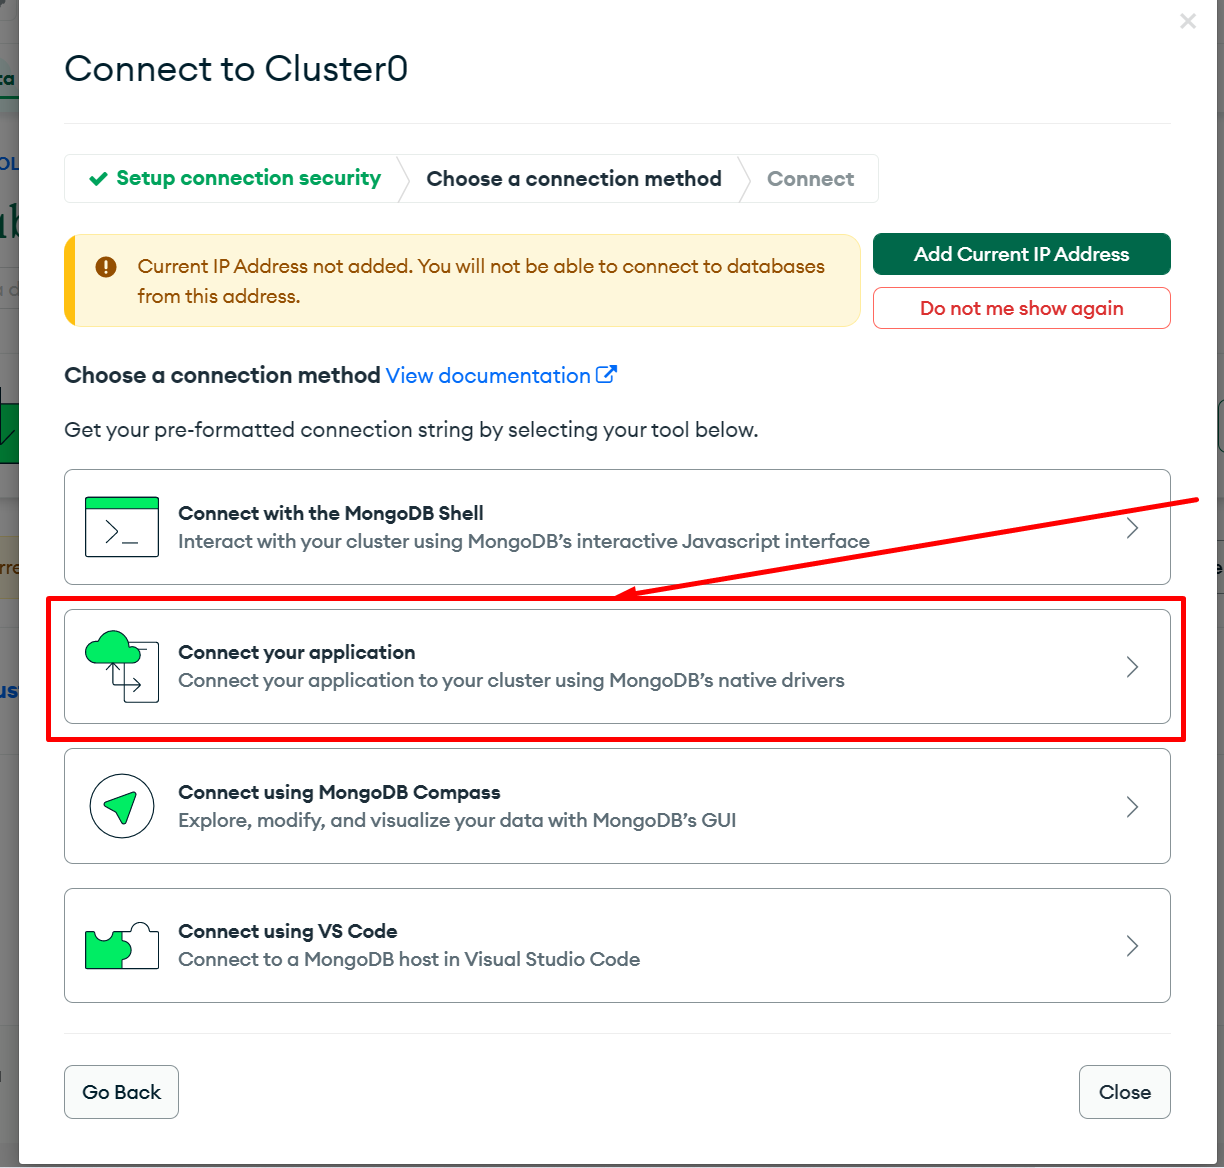 Connect to Cluster0
Setup connection security
Choose a connection method
Connect
Current IP Address not added. You will not be able to connect to databases
from this address.
Add Current IP Address
Do not me show again
Choose a connection method View documentation
Get your pre-formatted connection string by selecting your tool below.
Connect with the MongoDB Shell
Interact with your cluster using MongoDB's interactive Javascript interface
Connect your application
Connect your application to your cluster using MongoDB's native drivers
Connect using MongoDB Compass
Explore, modify, and visualize your data with MongoDB's GUI
Connect using VS Code
Connect to a MongoDB host in Visual Studio Code
Go Back
Close